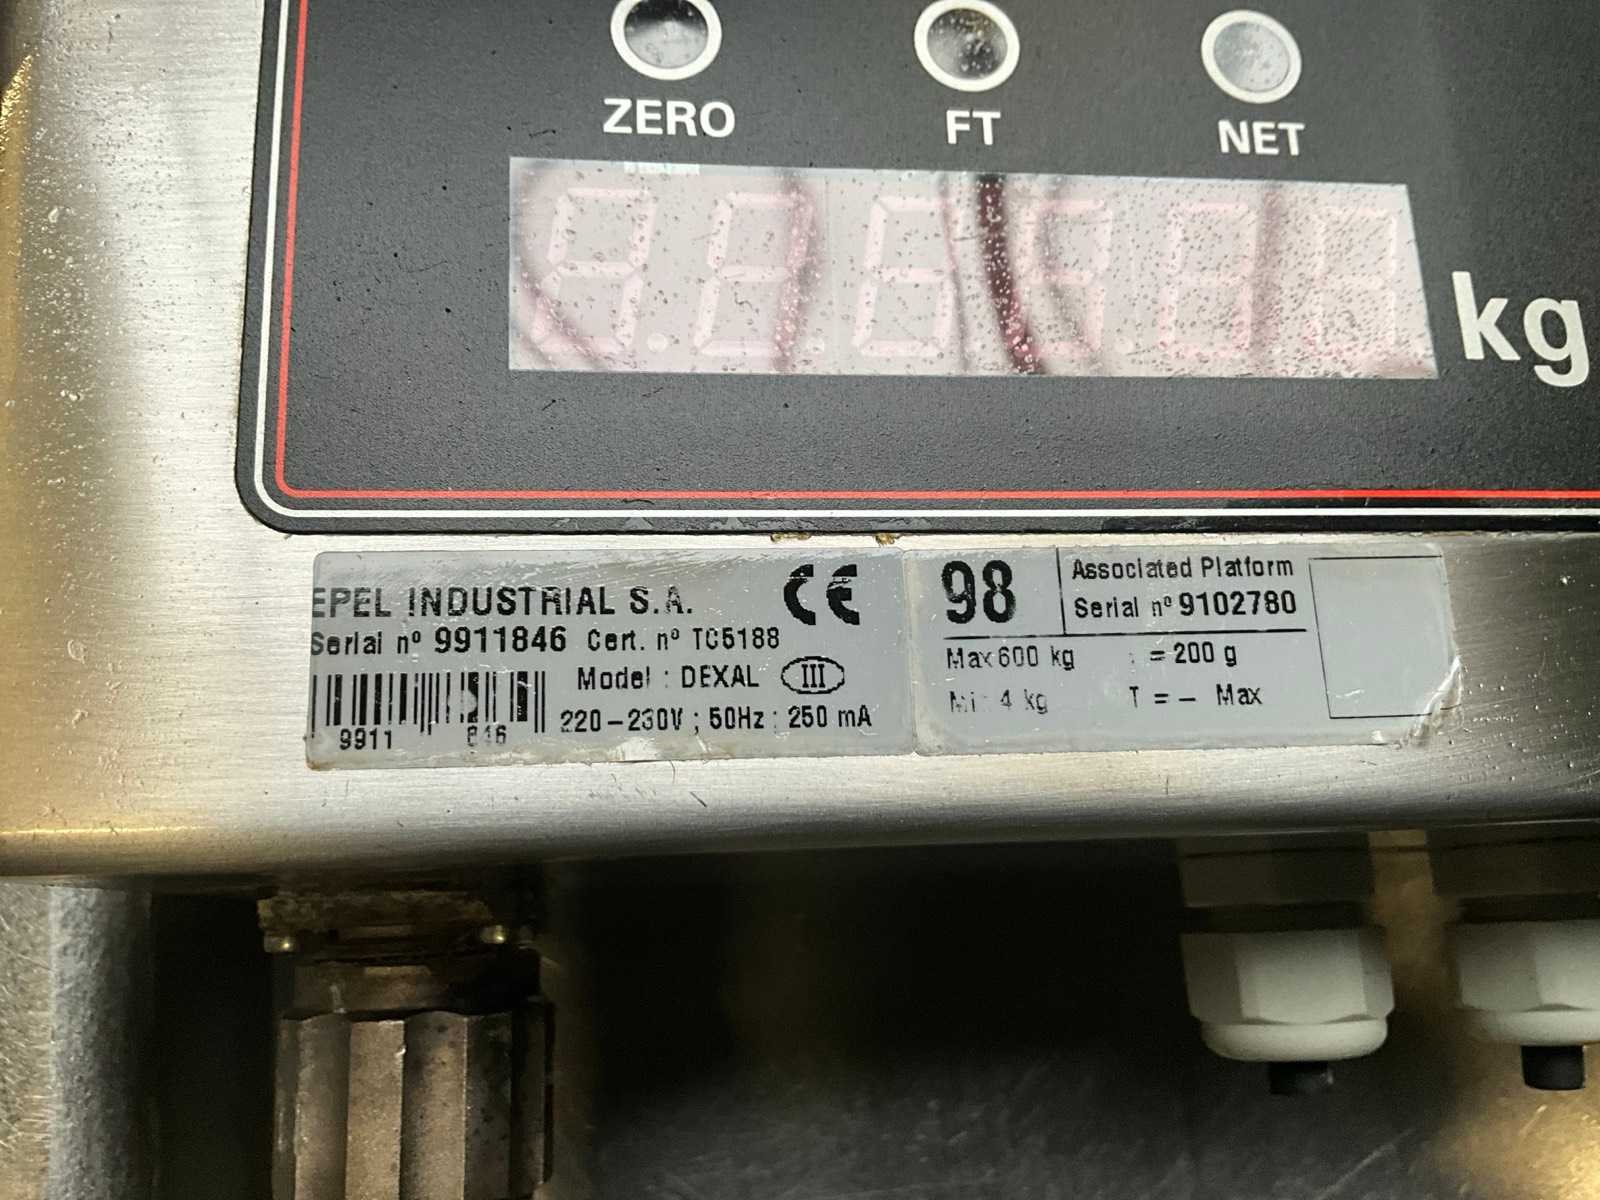 ZERO FT NET
kg
EPEL INDUSTRIAL S.A. CE
Serial nº 9911846 Cert. nº TC5188
Model : DEXAL III
220-230V ; 50Hz ; 250 mA
9911 846
98
Associated Platform
Serial nº 9102780
Max 600 kg = 200 g
4 kg T = - Max